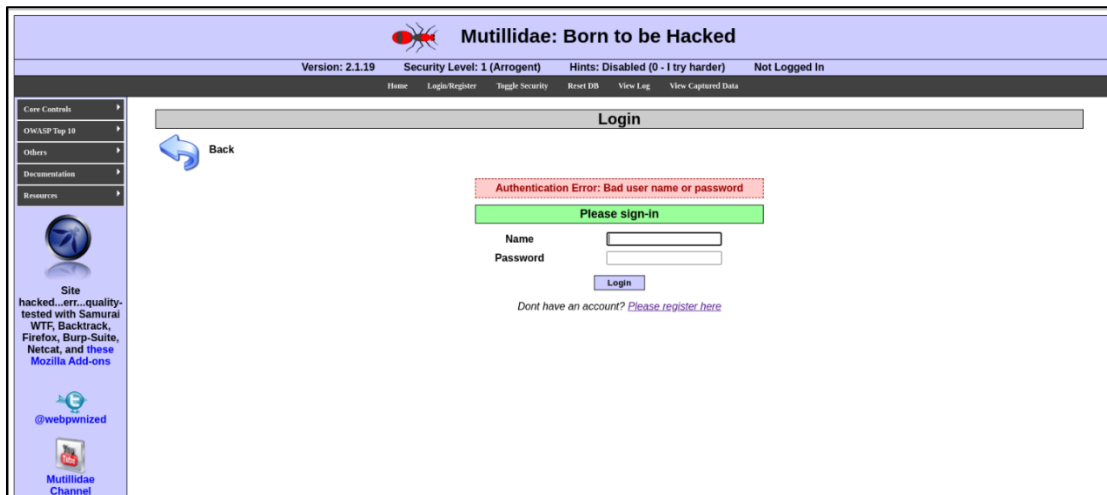 Mutillidae: Born to be Hacked
Version: 2.1.19 Security Level: 1 (Arrogent) Hints: Disabled (0 - I try harder) Not Logged In
Home Login/Register Toggle Security Reset DB View Log View Captured Data
Core Controls
OWASP Top 10
Others
Documentation
Resources
Site
hacked...err...quality-
tested with Samurai
WTF, Backtrack,
Firefox, Burp-Suite,
Netcat, and these
Mozilla Add-ons
@webpwnized
You
Tube
Mutillidae
Channel
Login
Back
Authentication Error: Bad user name or password
Please sign-in
Name
Password
Login
Dont have an account? Please register here